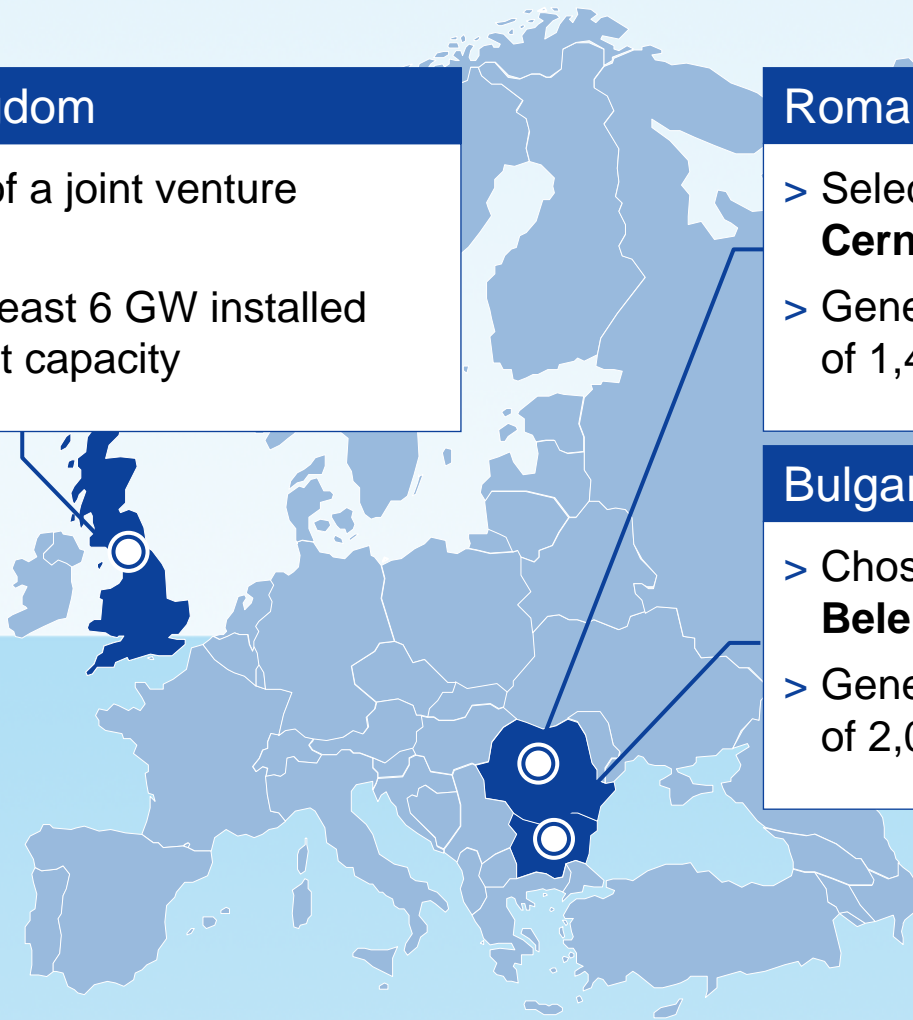 dom
of a joint venture
east 6 GW installed
t capacity
Roma
> Selec
Cern
> Gene
of 1,4
Bulgar
> Chos
Bele
> Gene
of 2,0